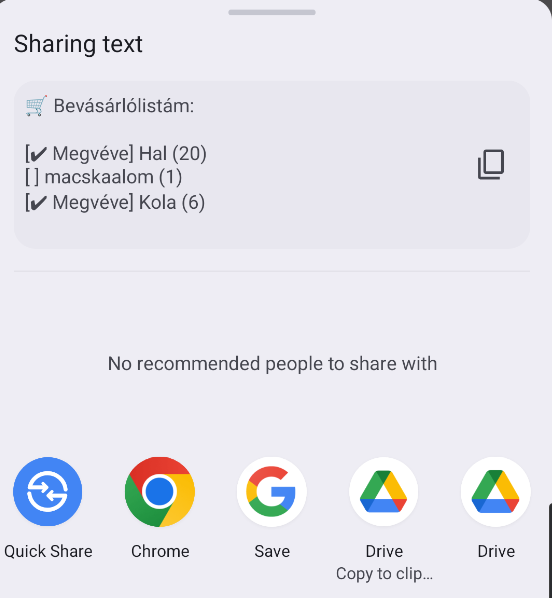 Sharing text
🛒 Bevásárlólistám:
[✔ Megvéve] Hal (20)
[ ] macskaalom (1)
[✔ Megvéve] Kola (6)
No recommended people to share with
Quick Share
Chrome
Save
Drive
Copy to clip...
Drive